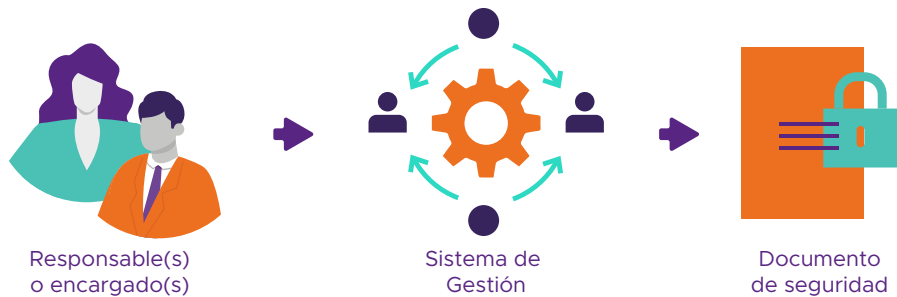 Responsable(s)
o encargado(s)
Sistema de
Gestión
Documento
de seguridad